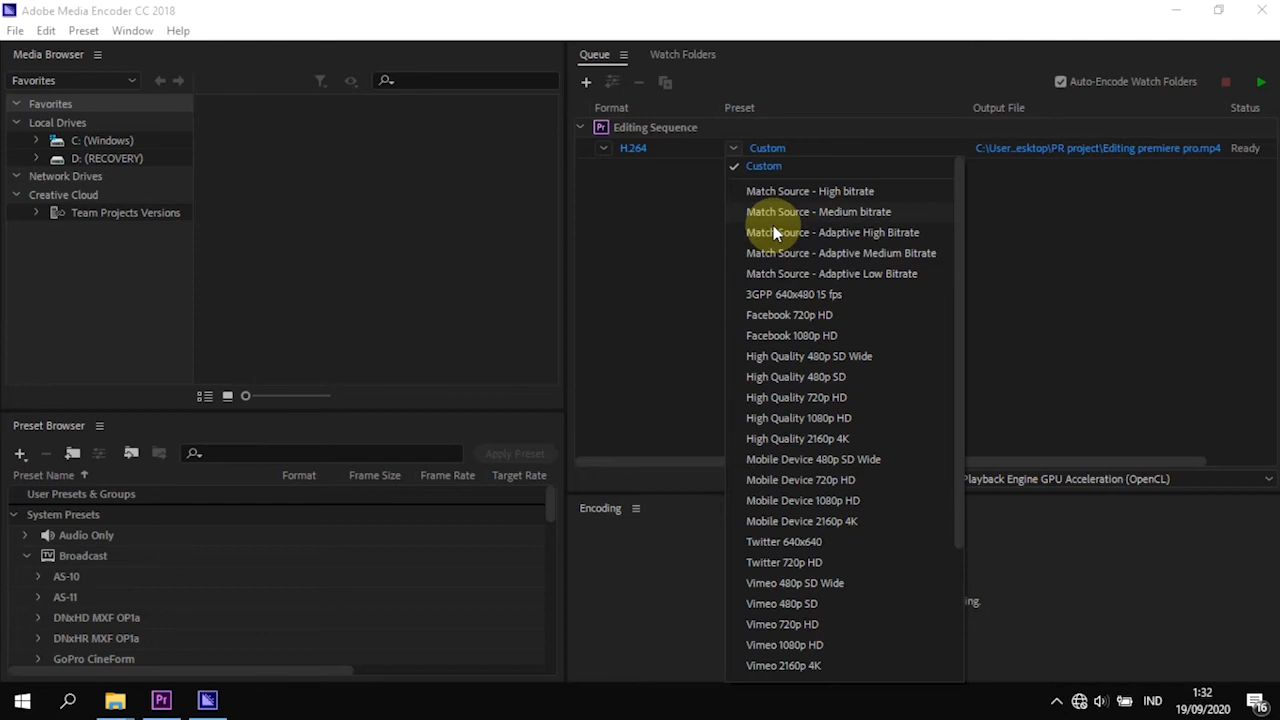 Adobe Media Encoder CC 2018
File Edit Preset Window Help
Media Browser
Favorites
Favorites
Local Drives
C: (Windows)
D: (RECOVERY)
Network Drives
Creative Cloud
Team Projects Versions
Preset Browser
Apply Preset
Preset Name Format Frame Size Frame Rate Target Rate
User Presets & Groups
System Presets
Audio Only
TV Broadcast
AS-10
AS-11
DNxHD MXF OP1a
DNxHR MXF OP1a
GoPro CineForm
Queue Watch Folders
Auto-Encode Watch Folders
Format Preset Output File Status
Pr Editing Sequence
H.264 Custom C:\User...esktop\PR project\Editing premiere pro.mp4 Ready
Custom
Match Source - High bitrate
Match Source - Medium bitrate
Match Source - Adaptive High Bitrate
Match Source - Adaptive Medium Bitrate
Match Source - Adaptive Low Bitrate
3GPP 640x480 15 fps
Facebook 720p HD
Facebook 1080p HD
High Quality 480p SD Wide
High Quality 480p SD
High Quality 720p HD
High Quality 1080p HD
High Quality 2160p 4K
Mobile Device 480p SD Wide
Mobile Device 720p HD
Mobile Device 1080p HD
Mobile Device 2160p 4K
Twitter 640x640
Twitter 720p HD
Vimeo 480p SD Wide
Vimeo 480p SD
Vimeo 720p HD
Vimeo 1080p HD
Vimeo 2160p 4K
Playback Engine GPU Acceleration (OpenCL)
Encoding
ing.
Pr
IND
1:32
19/09/2020
16